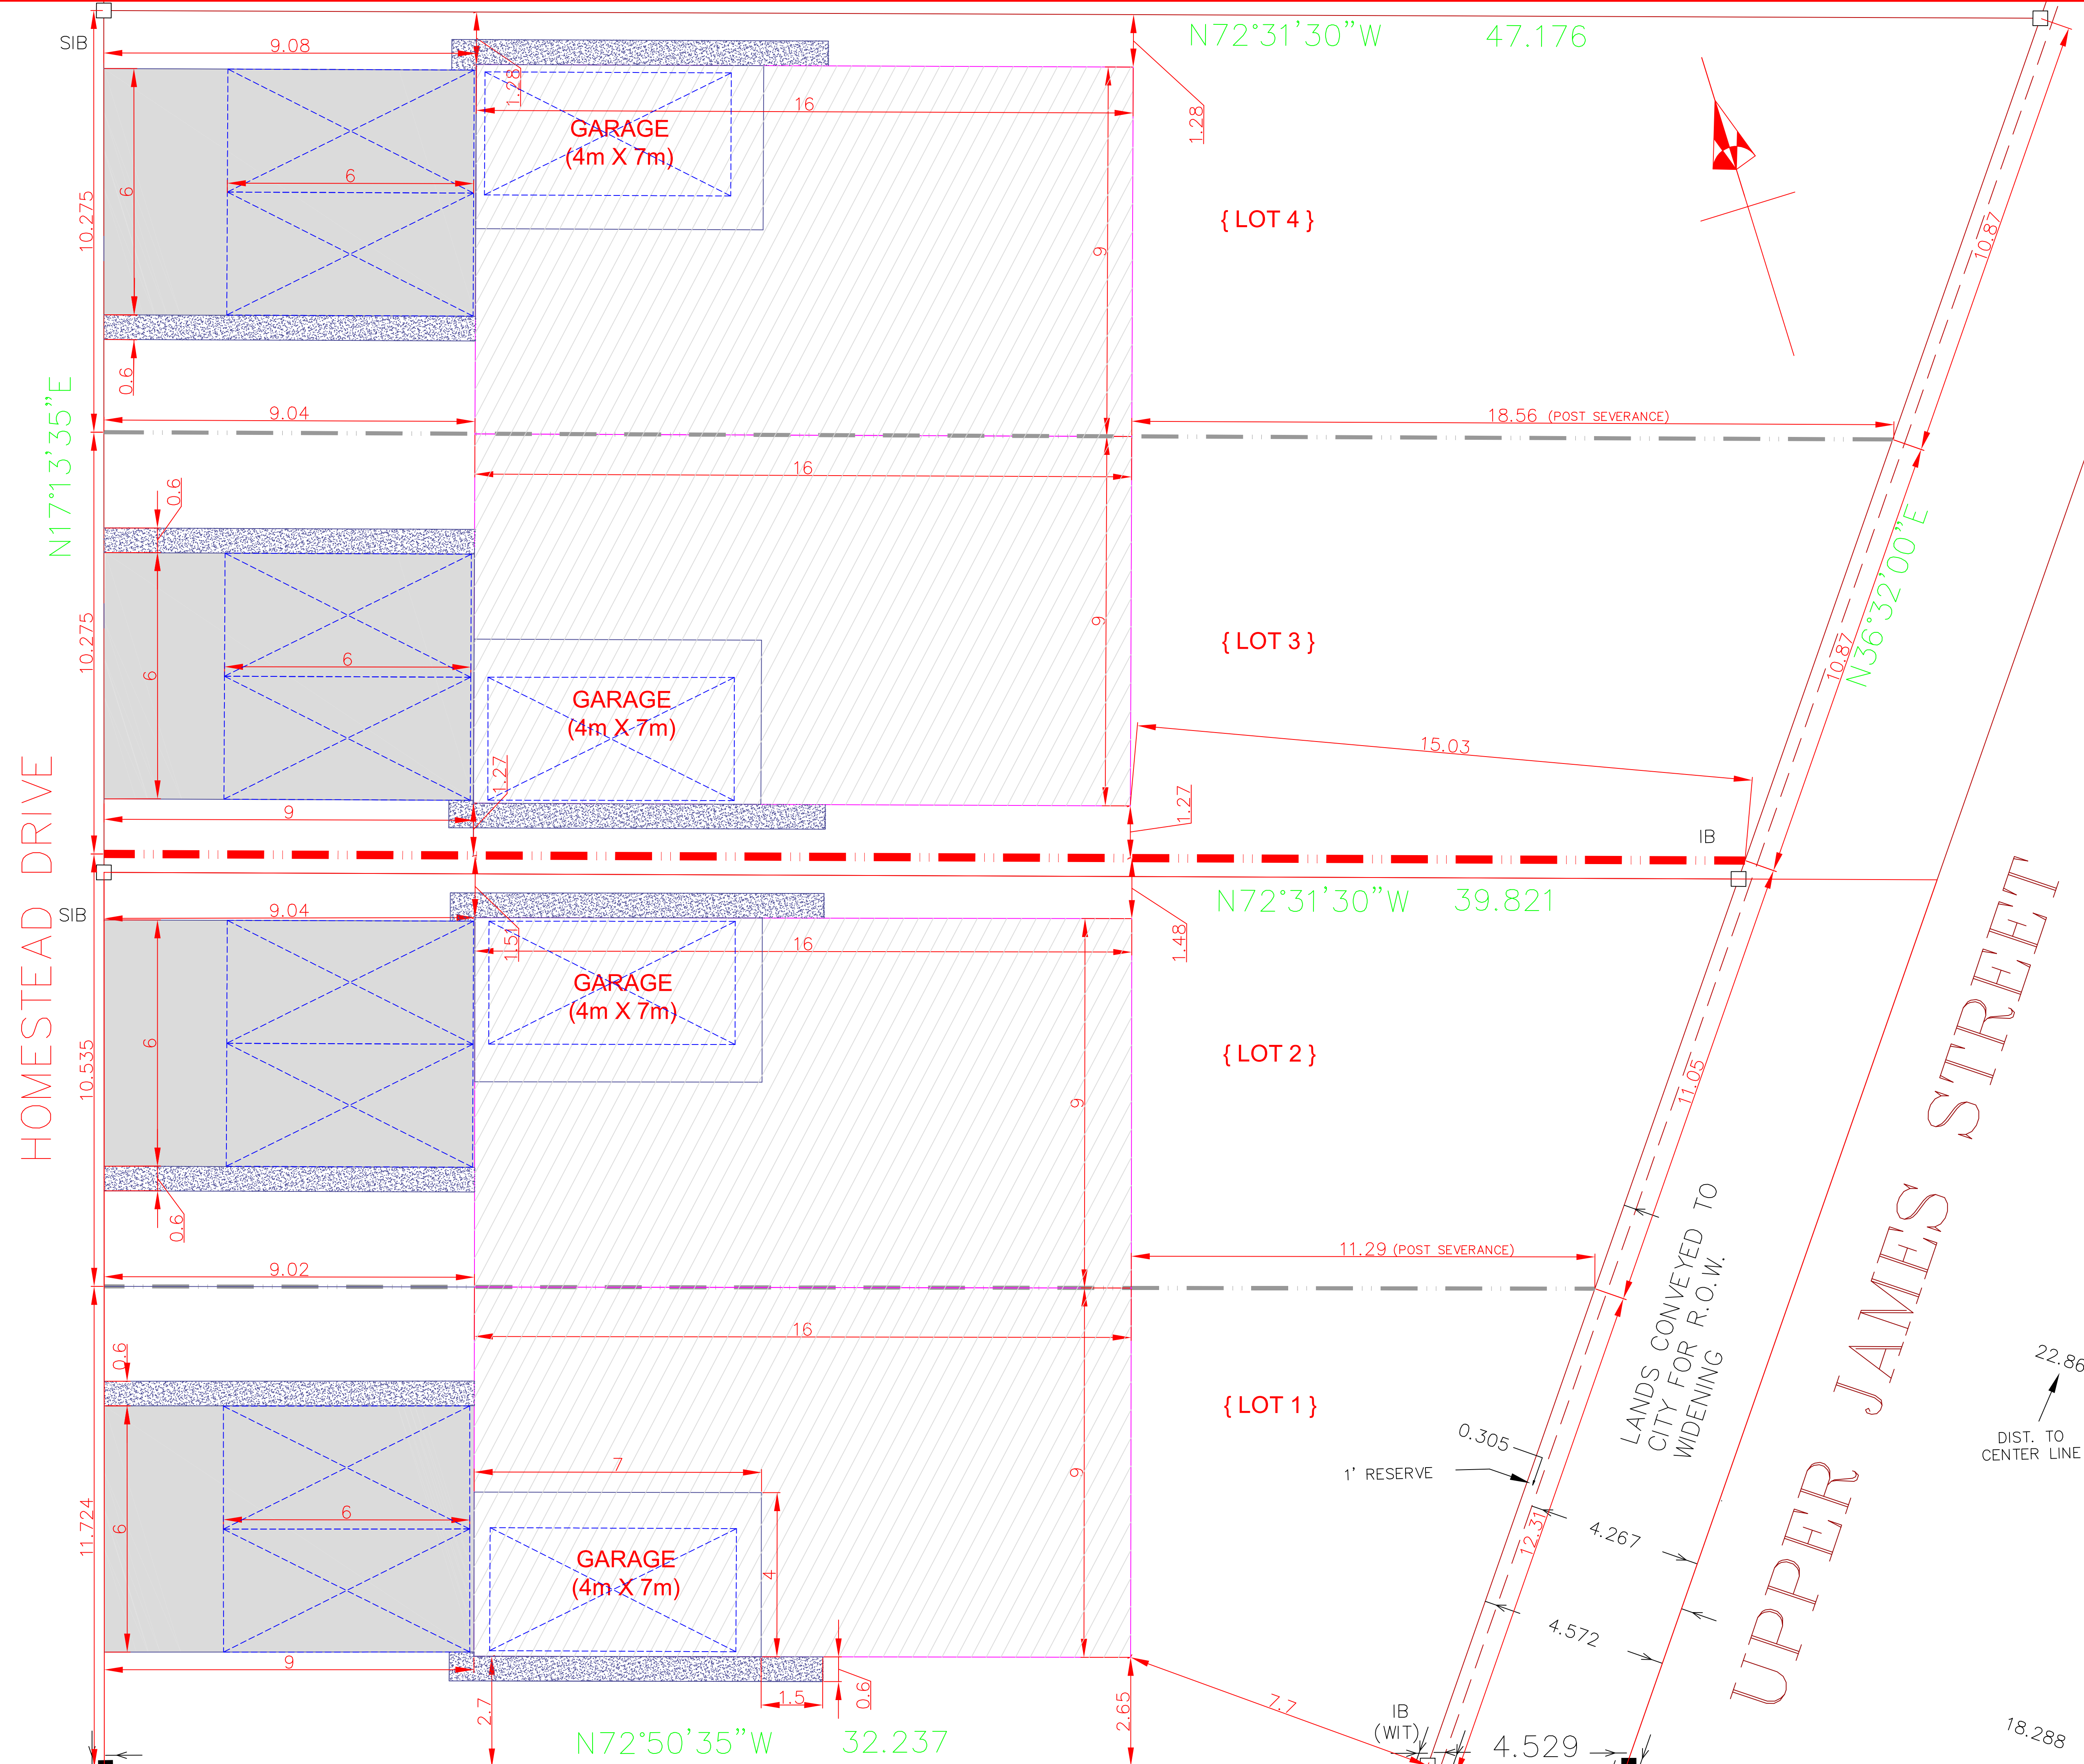 SIB
9.08
1.28
N72°31'30"W 47.176
16
1.28
GARAGE
(4m X 7m)
6
6
10.275
{ LOT 4 }
9
10.87
0.6
N17°13'35"E
9.04
18.56 (POST SEVERANCE)
16
0.6
N36°32'00"E
10.275
6
6
9
{ LOT 3 }
10.87
GARAGE
(4m X 7m)
15.03
1.27
1.27
9
IB
HOMESTEAD DRIVE
SIB
9.04
1.51
N72°31'30"W 39.821
16
1.48
GARAGE
(4m X 7m)
10.535
6
{ LOT 2 }
9
11.05
0.6
9.02
11.29 (POST SEVERANCE)
16
0.6
LANDS CONVEYED TO
CITY FOR R.O.W.
WIDENING
UPPER JAMES STREET
22.86
DIST. TO
CENTER LINE
{ LOT 1 }
0.305
1' RESERVE
7
9
11.724
6
6
12.31
4.267
GARAGE
(4m X 7m)
4
4.572
9
2.7
1.5
0.6
2.65
7.7
IB
(WIT)
N72°50'35"W 32.237
4.529
18.288